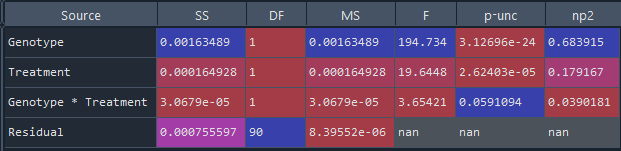 Source SS DF MS F p-unc np2
Genotype 0.00163489 1 0.00163489 194.734 3.12696e-24 0.683915
Treatment 0.000164928 1 0.000164928 19.6448 2.62403e-05 0.179167
Genotype * Treatment 3.0679e-05 1 3.0679e-05 3.65421 0.0591094 0.0390181
Residual 0.000755597 90 8.39552e-06 nan nan nan